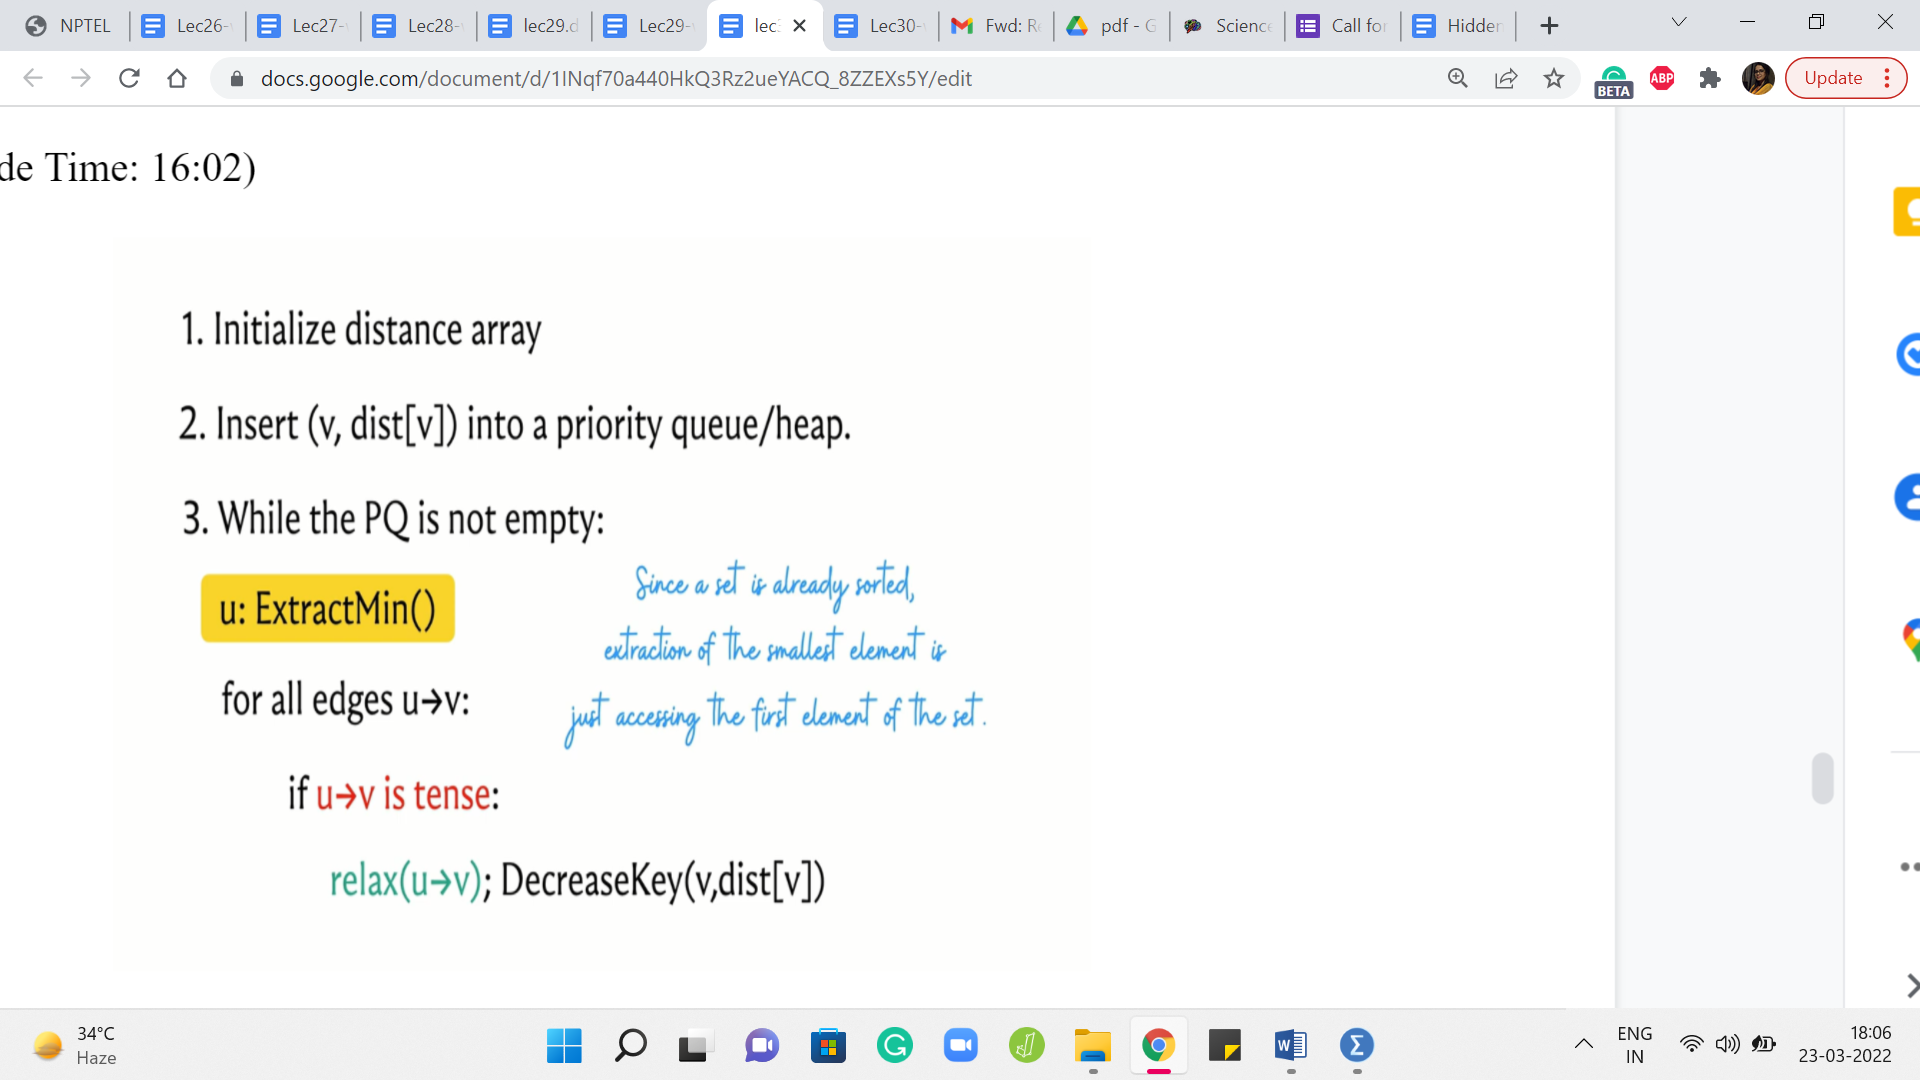 NPTEL
Lec26-
Lec27-
Lec28-
lec29.d
Lec29-
lec
Lec30-
Fwd: Re
pdf - G
Science
Call for
Hidden
docs.google.com/document/d/1INqf70a440HkQ3Rz2ueYACQ_8ZZEXs5Y/edit
BETA
ABP
Update
de Time: 16:02)
1. Initialize distance array
2. Insert (v, dist[v]) into a priority queue/heap.
3. While the PQ is not empty:
u: ExtractMin()
Since a set is already sorted,
extraction of the smallest element is
just accessing the first element of the set.
for all edges u→v:
if u→v is tense:
relax(u→v); DecreaseKey(v,dist[v])
34°C
Haze
ENG
IN
18:06
23-03-2022